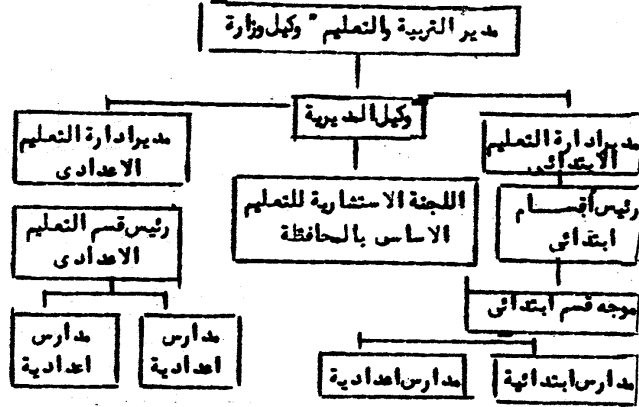 مدير التربية والتعليم " وكيل وزارة
وكيل المديرية
مدير ادارة التعليم
الابتدائى
مدير ادارة التعليم
الاعدادى
اللجنة الاستشارية للتعليم
الاساسى بالمحافظة
رئيس أقسام
ابتدائى
رئيس قسم التعليم
الاعدادى
موجه قسم ابتدائى
مدارس ابتدائية
مدارس اعدادية
مدارس
اعدادية
مدارس
اعدادية